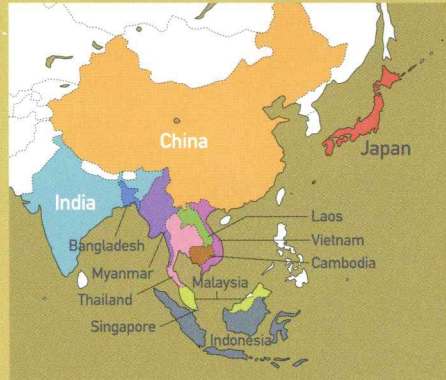 China
Japan
India
Laos
Bangladesh
Vietnam
Myanmar
Cambodia
Malaysia
Thailand
Singapore
Indonesia